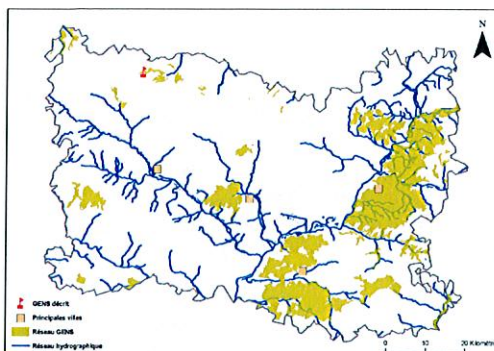 N
GENS décrit
Principales villes
Réseau GENS
Réseau hydrographique
0 10 20 Kilomètres